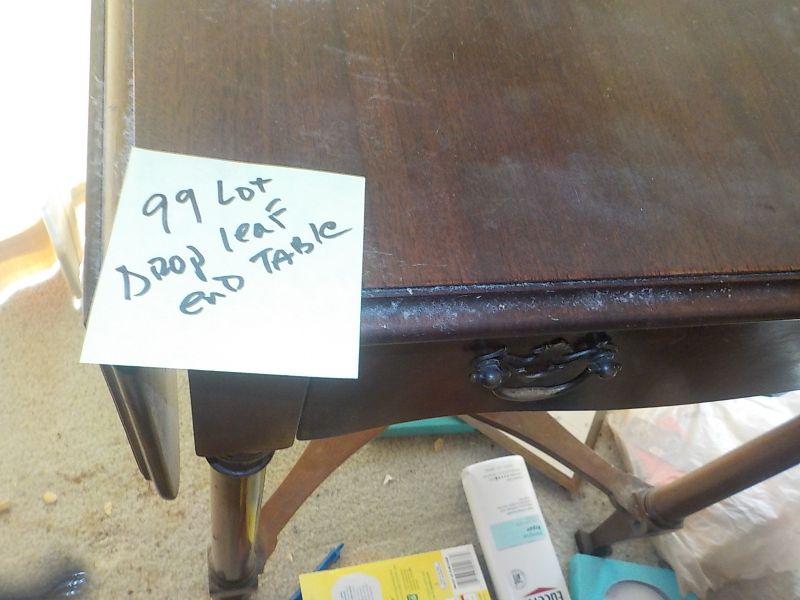 99 Lot
DROP leaF
enD TABle